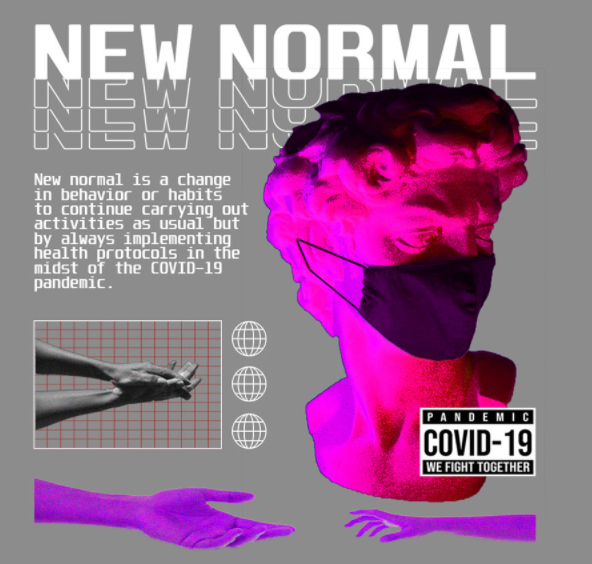 NEW NORMAL
NEW NORMAL
NEW NORMAL
New normal is a change
in behavior or habits
to continue carrying out
activities as usual but
by always implementing
health protocols in the
midst of the COVID-19
pandemic.
PANDEMIC
COVID-19
WE FIGHT TOGETHER